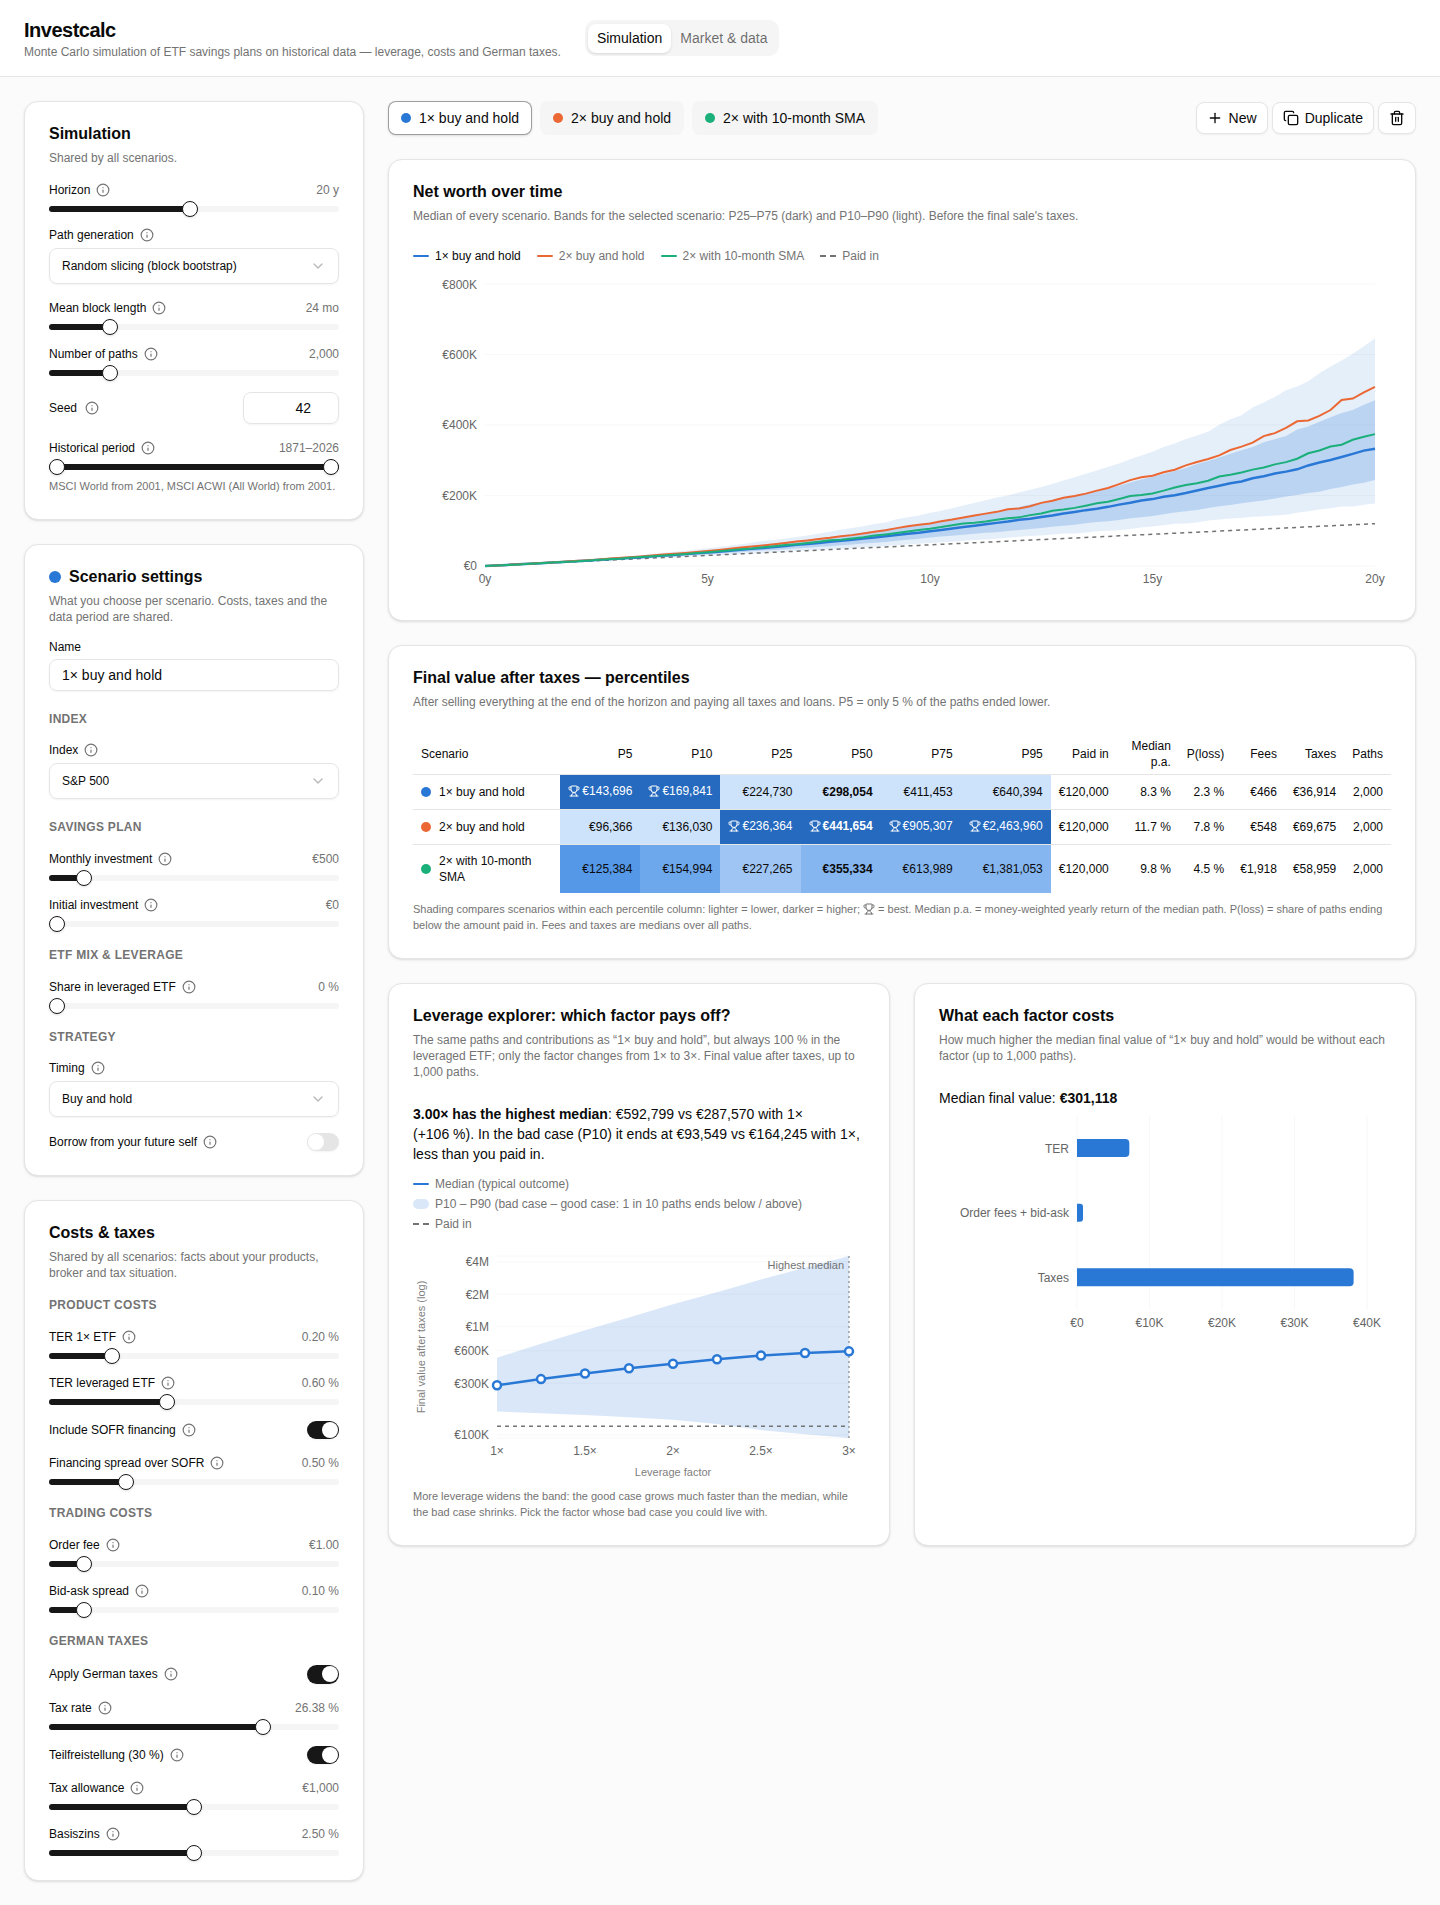 Investcalc
Monte Carlo simulation of ETF savings plans on historical data — leverage, costs and German taxes.
Simulation
Market & data
Simulation
Shared by all scenarios.
Horizon 20 y
Path generation
Random slicing (block bootstrap)
Mean block length 24 mo
Number of paths 2,000
Seed 42
Historical period 1871–2026
MSCI World from 2001, MSCI ACWI (All World) from 2001.
Scenario settings
What you choose per scenario. Costs, taxes and the
data period are shared.
Name
1× buy and hold
INDEX
Index
S&P 500
SAVINGS PLAN
Monthly investment €500
Initial investment €0
ETF MIX & LEVERAGE
Share in leveraged ETF 0 %
STRATEGY
Timing
Buy and hold
Borrow from your future self
Costs & taxes
Shared by all scenarios: facts about your products,
broker and tax situation.
PRODUCT COSTS
TER 1× ETF 0.20 %
TER leveraged ETF 0.60 %
Include SOFR financing
Financing spread over SOFR 0.50 %
TRADING COSTS
Order fee €1.00
Bid-ask spread 0.10 %
GERMAN TAXES
Apply German taxes
Tax rate 26.38 %
Teilfreistellung (30 %)
Tax allowance €1,000
Basiszins 2.50 %
1× buy and hold 2× buy and hold 2× with 10-month SMA
New Duplicate
Net worth over time
Median of every scenario. Bands for the selected scenario: P25–P75 (dark) and P10–P90 (light). Before the final sale's taxes.
1× buy and hold 2× buy and hold 2× with 10-month SMA Paid in
€800K
€600K
€400K
€200K
€0
0y 5y 10y 15y 20y
Final value after taxes — percentiles
After selling everything at the end of the horizon and paying all taxes and loans. P5 = only 5 % of the paths ended lower.
Scenario P5 P10 P25 P50 P75 P95 Paid in Median p.a. P(loss) Fees Taxes Paths
1× buy and hold €143,696 €169,841 €224,730 €298,054 €411,453 €640,394 €120,000 8.3 % 2.3 % €466 €36,914 2,000
2× buy and hold €96,366 €136,030 €236,364 €441,654 €905,307 €2,463,960 €120,000 11.7 % 7.8 % €548 €69,675 2,000
2× with 10-month SMA €125,384 €154,994 €227,265 €355,334 €613,989 €1,381,053 €120,000 9.8 % 4.5 % €1,918 €58,959 2,000
Shading compares scenarios within each percentile column: lighter = lower, darker = higher; = best. Median p.a. = money-weighted yearly return of the median path. P(loss) = share of paths ending
below the amount paid in. Fees and taxes are medians over all paths.
Leverage explorer: which factor pays off?
The same paths and contributions as “1× buy and hold”, but always 100 % in the
leveraged ETF; only the factor changes from 1× to 3×. Final value after taxes, up to
1,000 paths.
3.00× has the highest median: €592,799 vs €287,570 with 1×
(+106 %). In the bad case (P10) it ends at €93,549 vs €164,245 with 1×,
less than you paid in.
Median (typical outcome)
P10 – P90 (bad case – good case: 1 in 10 paths ends below / above)
Paid in
Final value after taxes (log)
€4M
€2M
€1M
€600K
€300K
€100K
Highest median
1× 1.5× 2× 2.5× 3×
Leverage factor
More leverage widens the band: the good case grows much faster than the median, while
the bad case shrinks. Pick the factor whose bad case you could live with.
What each factor costs
How much higher the median final value of “1× buy and hold” would be without each
factor (up to 1,000 paths).
Median final value: €301,118
TER
Order fees + bid-ask
Taxes
€0 €10K €20K €30K €40K